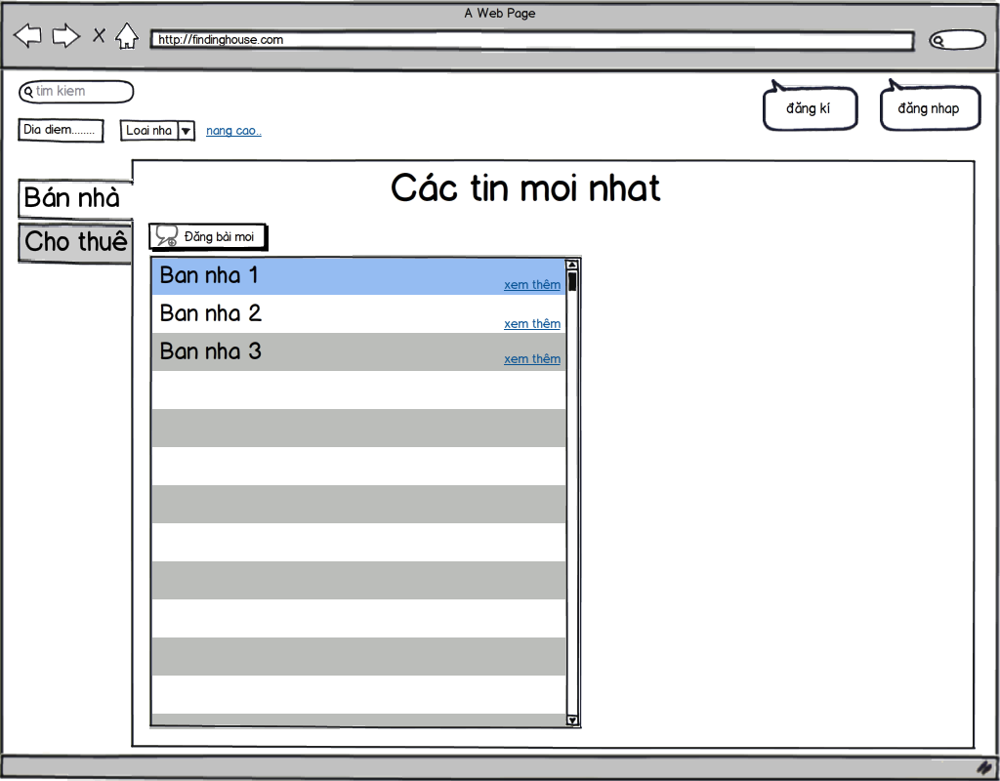 A Web Page
http://findinghouse.com
tim kiem
đăng kí
đăng nhap
Dia diem........
Loai nha
nang cao..
Các tin moi nhat
Bán nhà
Cho thuê
Đăng bài moi
Ban nha 1
xem thêm
Ban nha 2
xem thêm
Ban nha 3
xem thêm